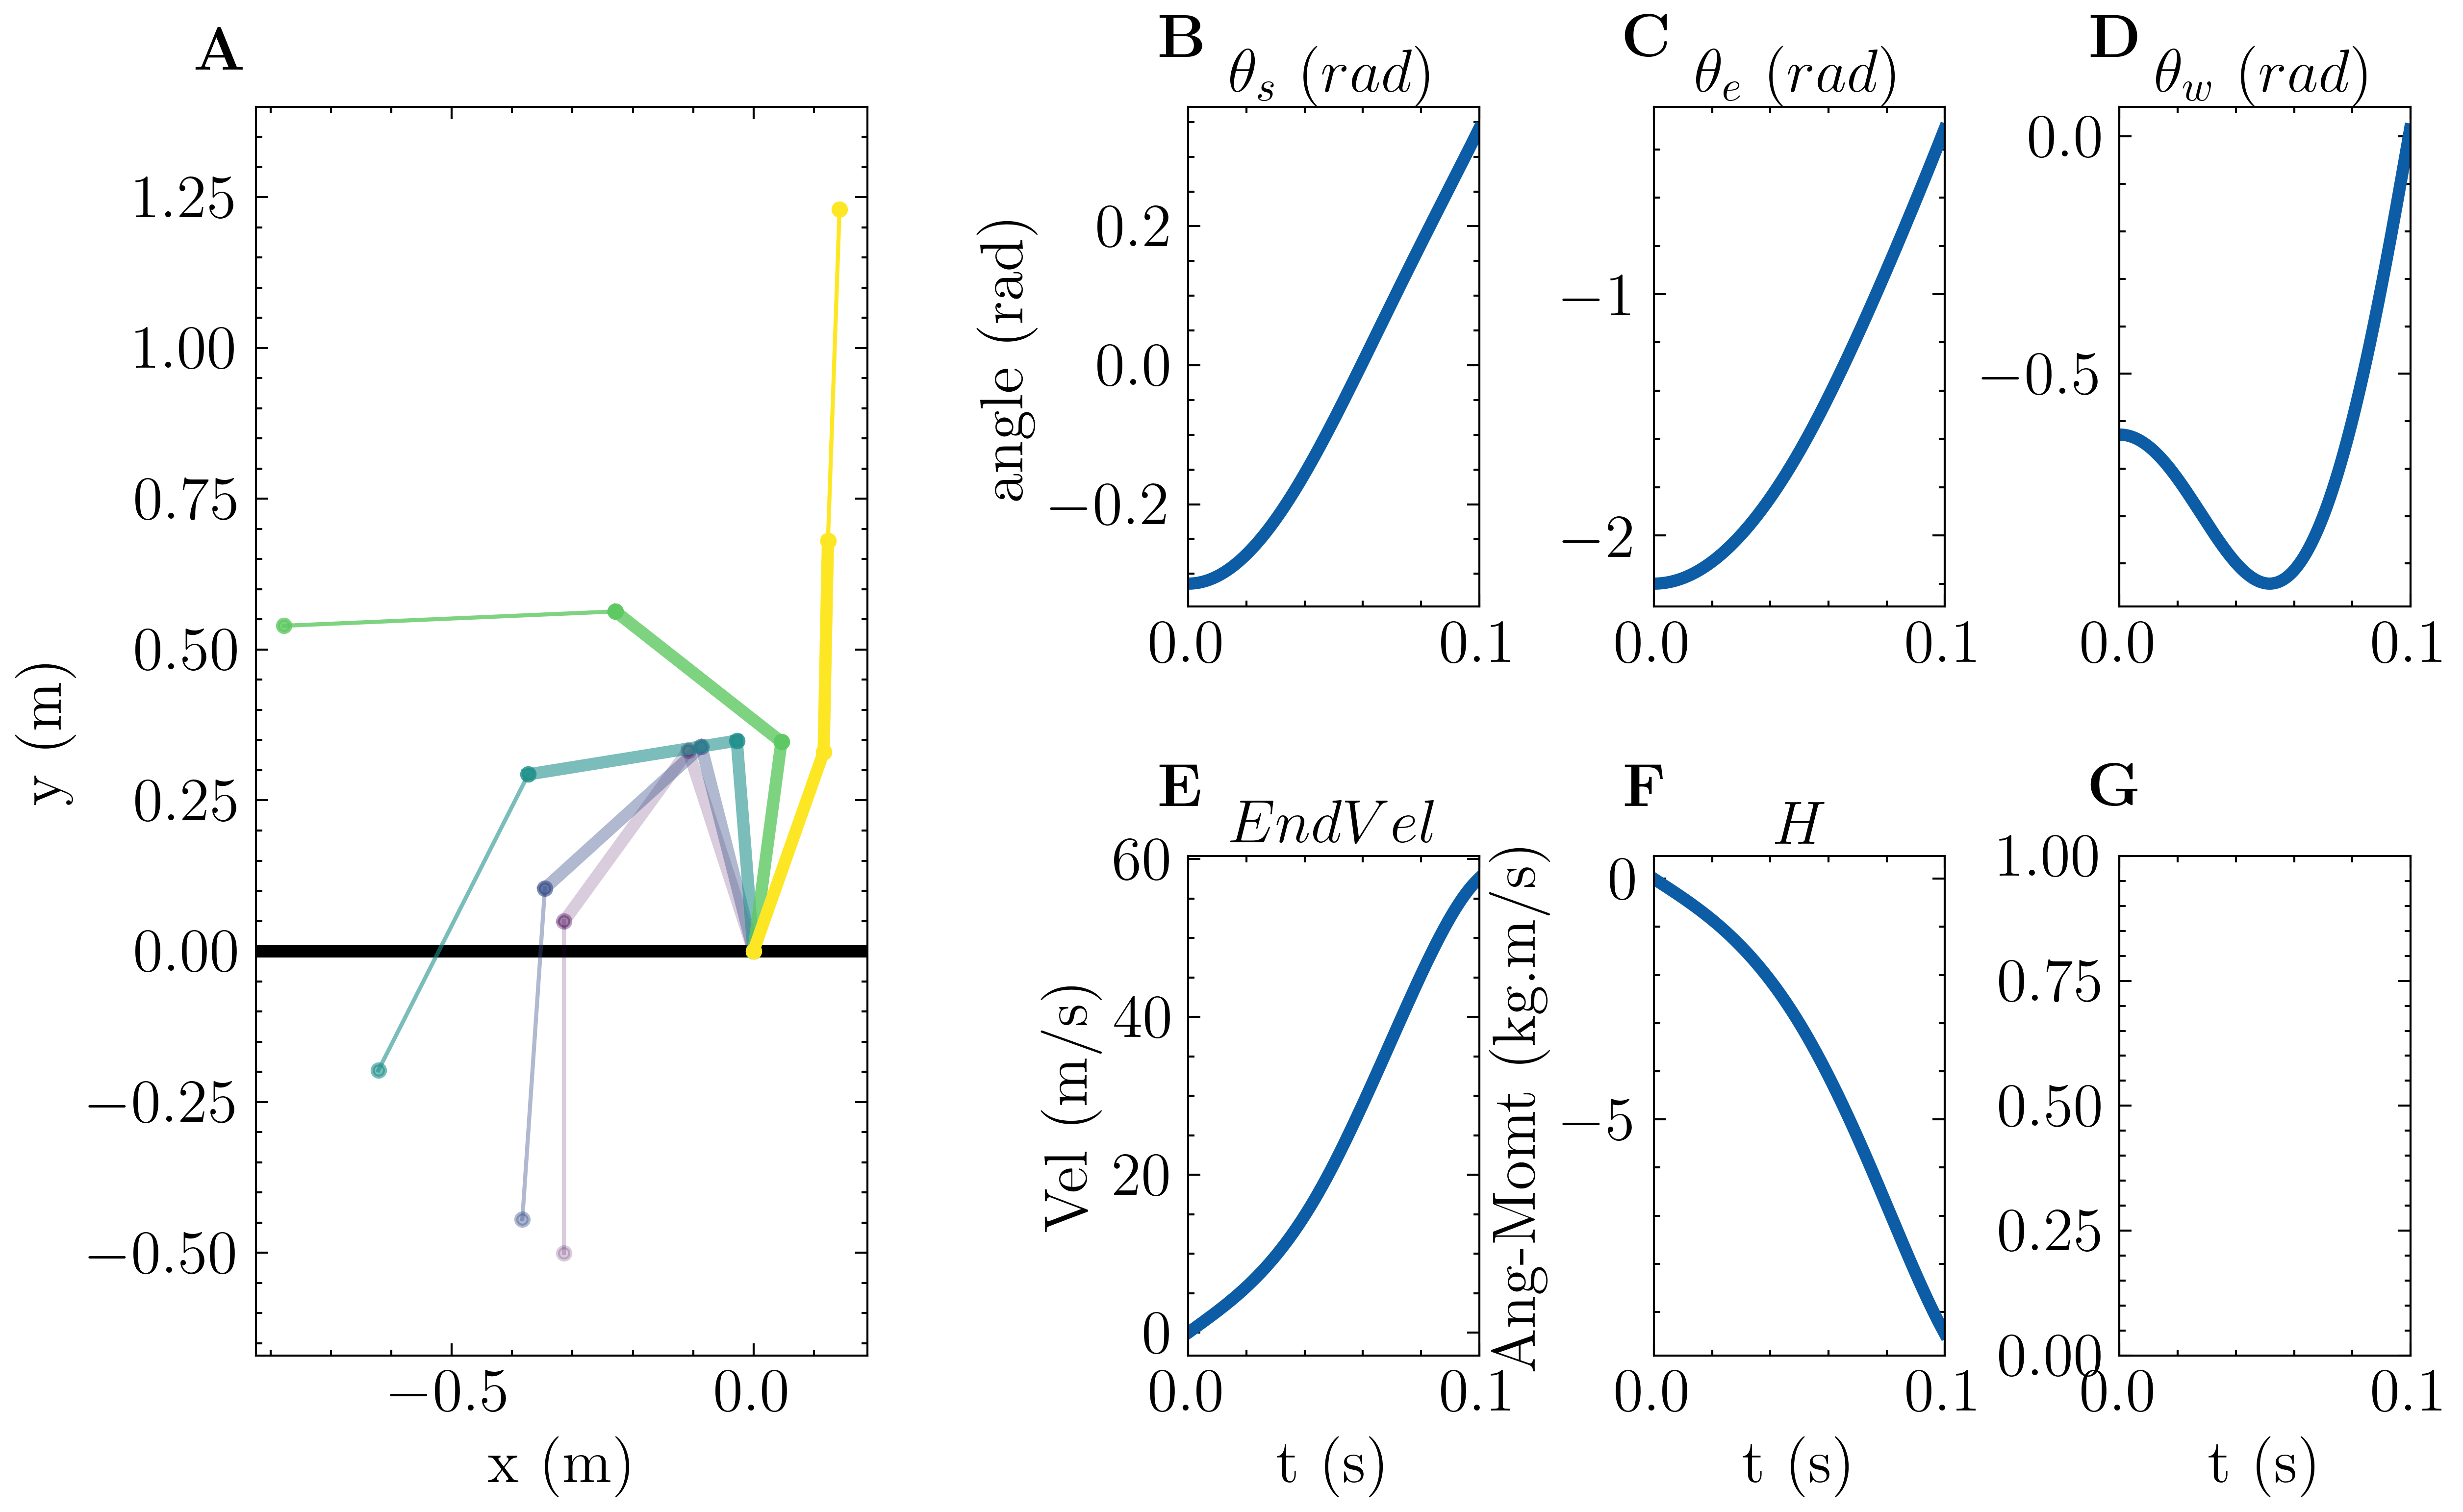 A
y (m)
1.25
1.00
0.75
0.50
0.25
0.00
−0.25
−0.50
−0.5 0.0
x (m)
B
θs (rad)
angle (rad)
0.2
0.0
−0.2
0.0 0.1
C
θe (rad)
−1
−2
0.0 0.1
D
θw (rad)
0.0
−0.5
0.0 0.1
E
EndVel
Vel (m/s)
60
40
20
0
0.0 0.1
t (s)
F
H
Ang-Momt (kg.m/s)
0
−5
0.0 0.1
t (s)
G
1.00
0.75
0.50
0.25
0.00
0.0 0.1
t (s)